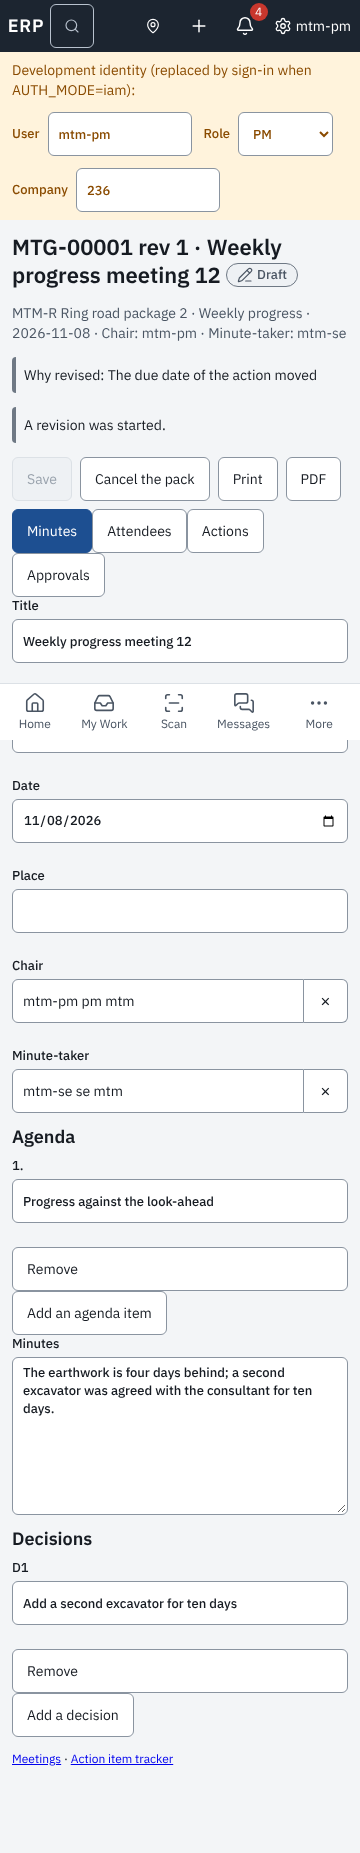 ERP
4
mtm-pm
Development identity (replaced by sign-in when
AUTH_MODE=iam):
User mtm-pm Role PM
Company 236
MTG-00001 rev 1 · Weekly
progress meeting 12 Draft
MTM-R Ring road package 2 · Weekly progress ·
2026-11-08 · Chair: mtm-pm · Minute-taker: mtm-se
Why revised: The due date of the action moved
A revision was started.
Save Cancel the pack Print PDF
Minutes Attendees Actions
Approvals
Title
Weekly progress meeting 12
Home My Work Scan Messages More
Date
11/08/2026
Place
Chair
mtm-pm pm mtm ×
Minute-taker
mtm-se se mtm ×
Agenda
1.
Progress against the look-ahead
Remove
Add an agenda item
Minutes
The earthwork is four days behind; a second
excavator was agreed with the consultant for ten
days.
Decisions
D1
Add a second excavator for ten days
Remove
Add a decision
Meetings · Action item tracker